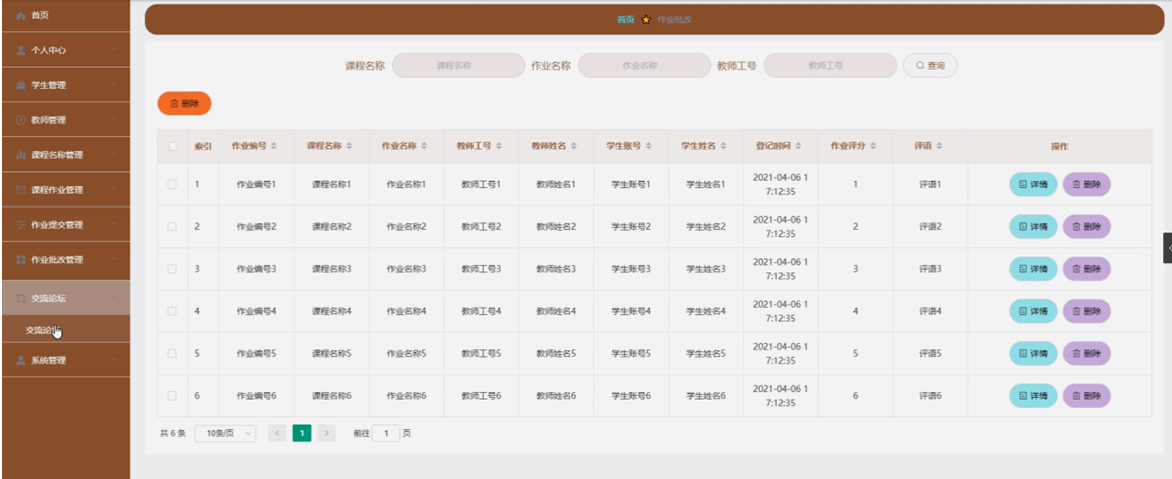 首页
个人中心
学生管理
教师管理
课程名称管理
课程作业管理
作业提交管理
作业批改管理
交流论坛
交流论坛
系统管理
首页 作业批改
课程名称 课程名称 作业名称 作业名称 教师工号 教师工号 查询
删除
索引 作业编号 课程名称 作业名称 教师工号 教师姓名 学生账号 学生姓名 登记时间 作业评分 评语 操作
1 作业编号1 课程名称1 作业名称1 教师工号1 教师姓名1 学生账号1 学生姓名1 2021-04-06 1 1 评语1 详情 删除
7:12:35
2 作业编号2 课程名称2 作业名称2 教师工号2 教师姓名2 学生账号2 学生姓名2 2021-04-06 1 2 评语2 详情 删除
7:12:35
3 作业编号3 课程名称3 作业名称3 教师工号3 教师姓名3 学生账号3 学生姓名3 2021-04-06 1 3 评语3 详情 删除
7:12:35
4 作业编号4 课程名称4 作业名称4 教师工号4 教师姓名4 学生账号4 学生姓名4 2021-04-06 1 4 评语4 详情 删除
7:12:35
5 作业编号5 课程名称5 作业名称5 教师工号5 教师姓名5 学生账号5 学生姓名5 2021-04-06 1 5 评语5 详情 删除
7:12:35
6 作业编号6 课程名称6 作业名称6 教师工号6 教师姓名6 学生账号6 学生姓名6 2021-04-06 1 6 评语6 详情 删除
7:12:35
共 6 条 10条/页 1 前往 1 页